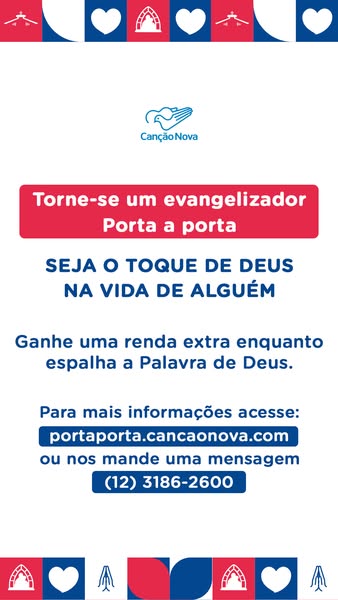 Canção Nova
Torne-se um evangelizador
Porta a porta
SEJA O TOQUE DE DEUS
NA VIDA DE ALGUÉM
Ganhe uma renda extra enquanto
espalha a Palavra de Deus.
Para mais informações acesse:
portaporta.cancaonova.com
ou nos mande uma mensagem
(12) 3186-2600